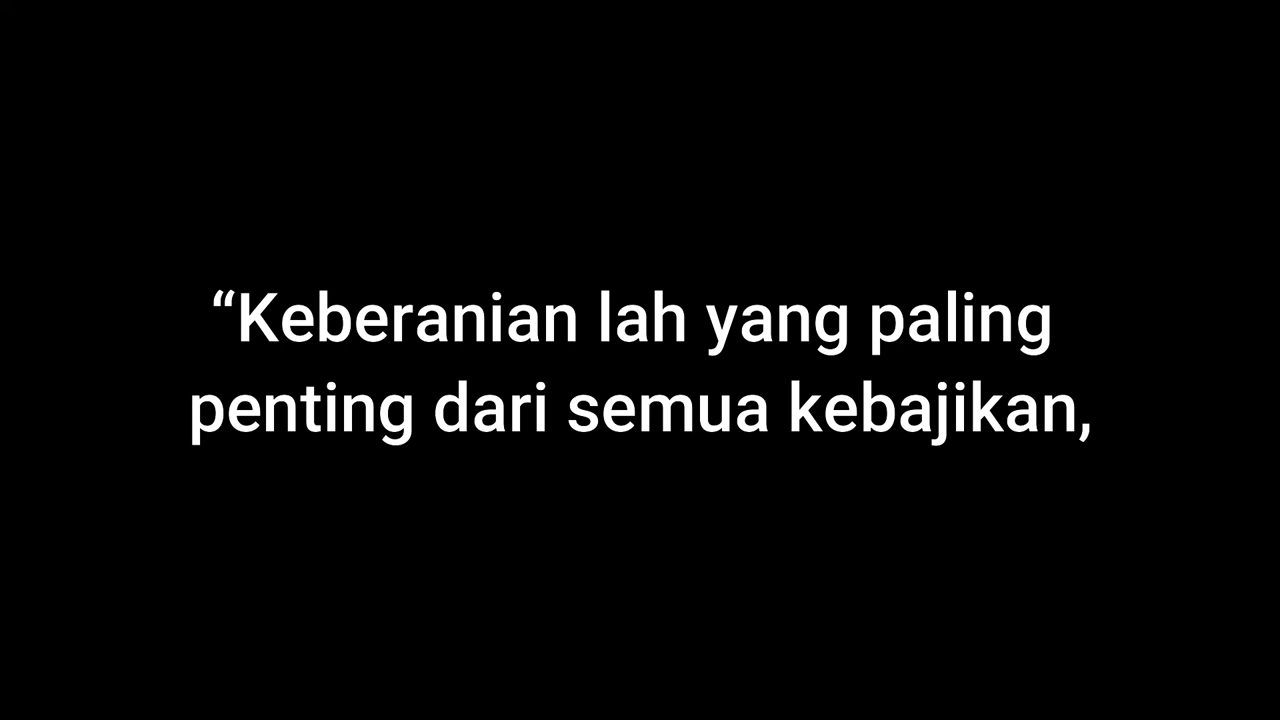 “Keberanian lah yang paling
penting dari semua kebajikan,